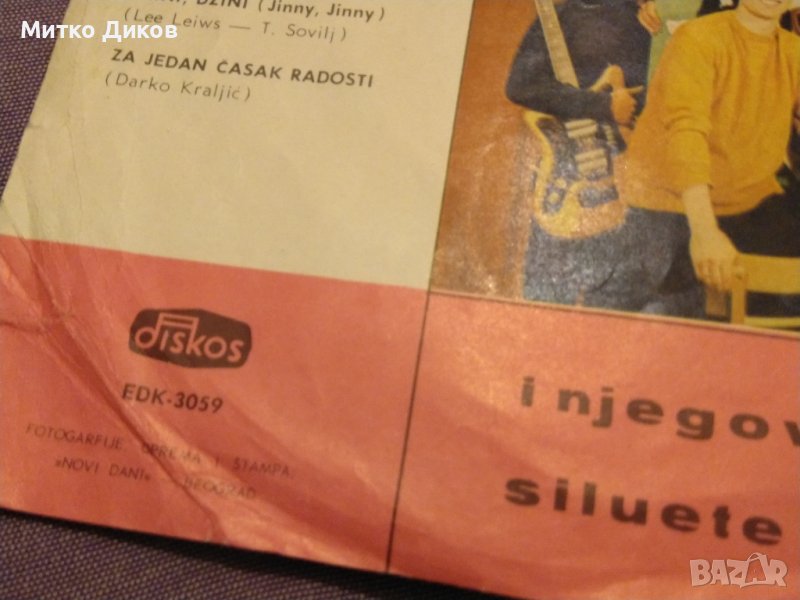 Митко Диков
DŽINI (Jinny, Jinny)
(Lee Leiws — T. Sovilj)
ZA JEDAN ČASAK RADOSTI
(Darko Kraljić)
diskos
EDK-3059
FOTOGARFIJE OPREMA I ŠTAMPA
»NOVI DANI« — BEOGRAD
i njegov
siluete
BAZAR